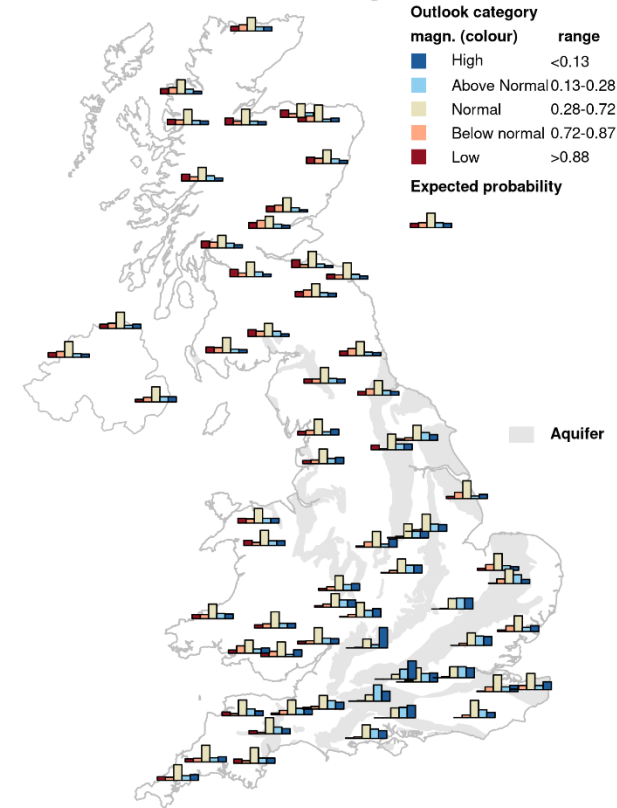 Outlook category
magn. (colour) range
High <0.13
Above Normal 0.13-0.28
Normal 0.28-0.72
Below normal 0.72-0.87
Low >0.88
Expected probability
Aquifer